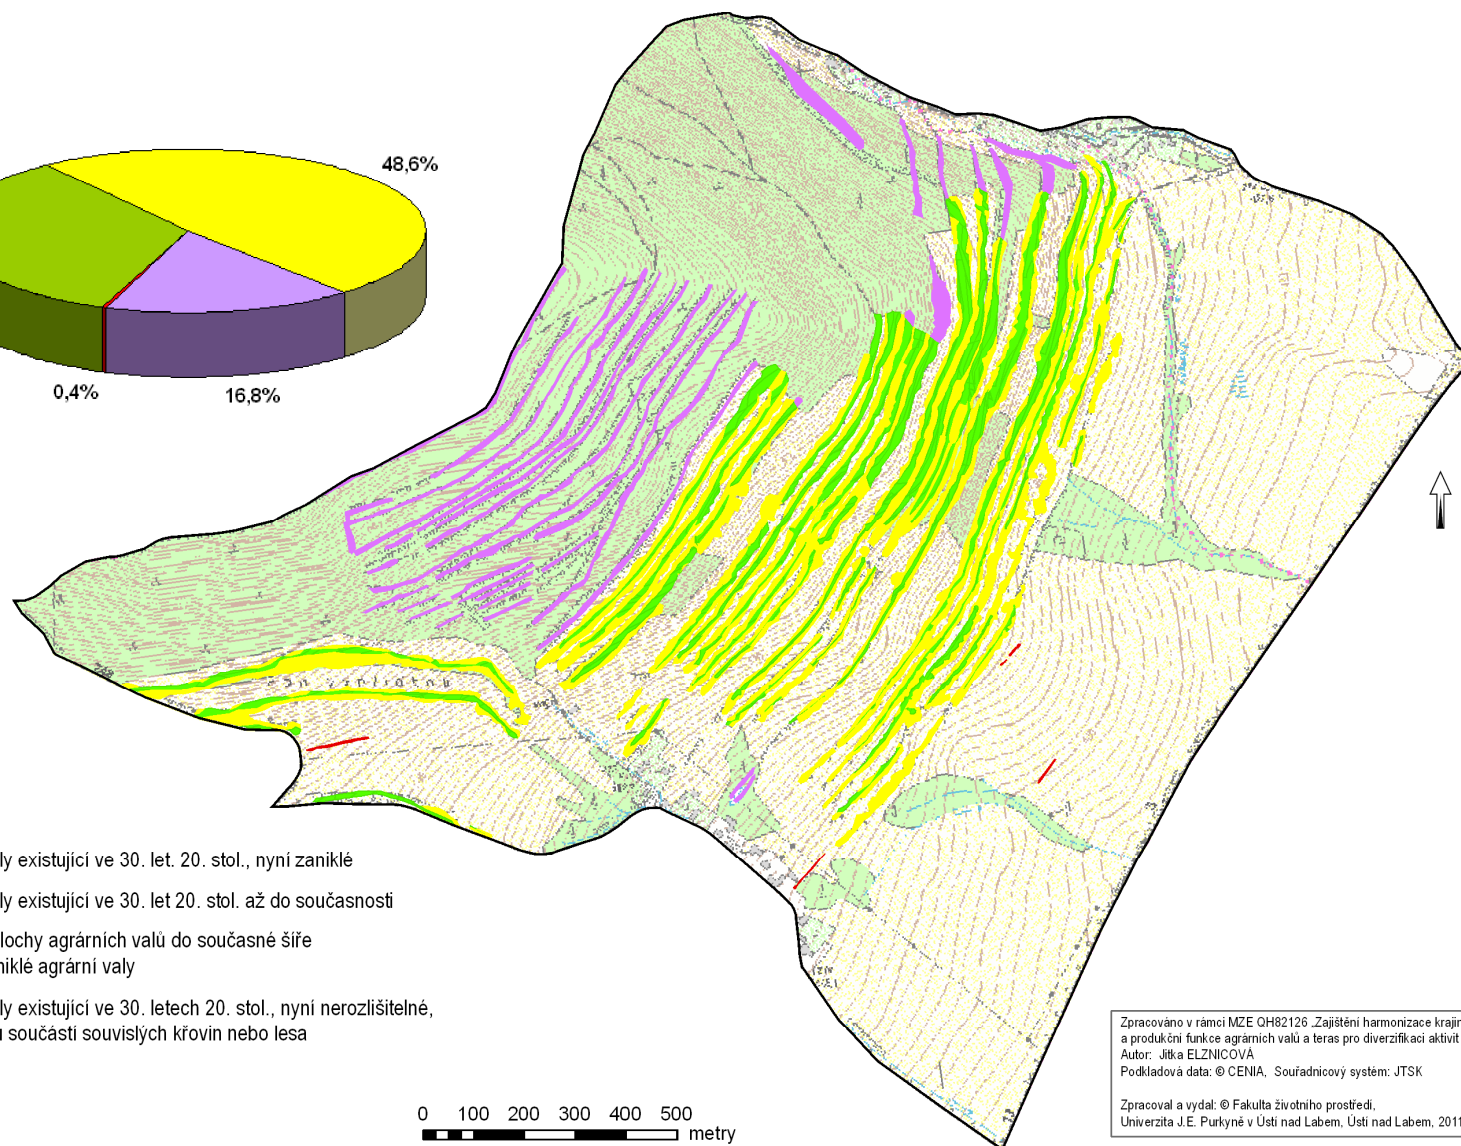 48,6%
0,4%
16,8%
ly existující ve 30. let. 20. stol., nyní zaniklé
ly existující ve 30. let 20. stol. až do současnosti
lochy agrárních valů do současné šíře
niklé agrární valy
ly existující ve 30. letech 20. stol., nyní nerozlišitelné,
součástí souvislých křovin nebo lesa
0 100 200 300 400 500
metry
Zpracováno v rámci MZE QH82126 „Zajištění harmonizace krajin
a produkční funkce agrárních valů a teras pro diverzifikaci aktivit
Autor: Jitka ELZNICOVÁ
Podkladová data: © CENIA, Souřadnicový systém: JTSK
Zpracoval a vydal: © Fakulta životního prostředí,
Univerzita J.E. Purkyně v Ústí nad Labem, Ústí nad Labem, 2011